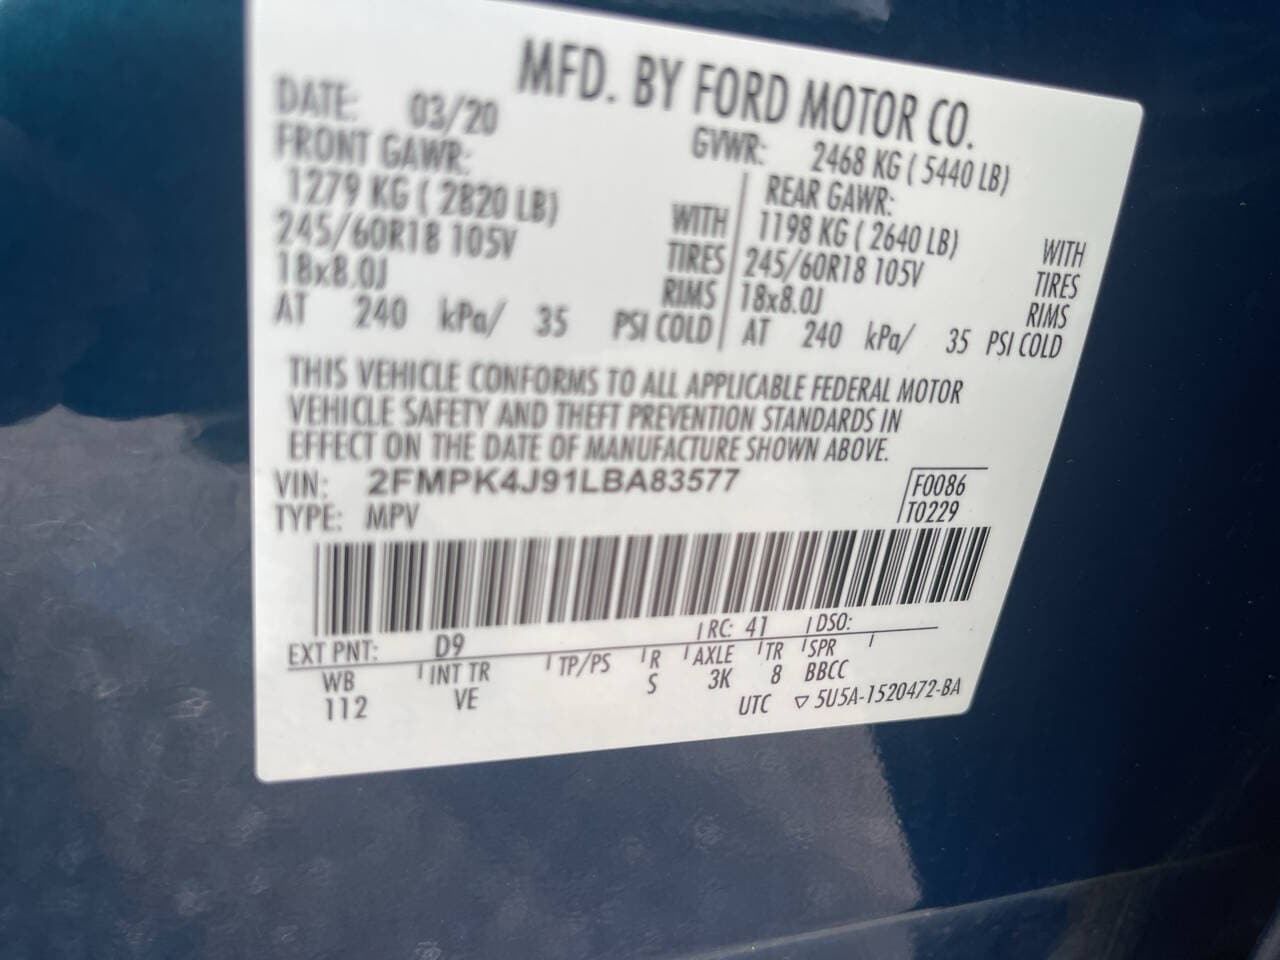 MFD. BY FORD MOTOR CO.
DATE: 03/20 GVWR: 2468 KG ( 5440 LB)
FRONT GAWR: REAR GAWR:
1279 KG ( 2820 LB) WITH 1198 KG ( 2640 LB) WITH
245/60R18 105V TIRES 245/60R18 105V TIRES
18x8.0J RIMS 18x8.0J RIMS
AT 240 kPa/ 35 PSI COLD AT 240 kPa/ 35 PSI COLD
THIS VEHICLE CONFORMS TO ALL APPLICABLE FEDERAL MOTOR
VEHICLE SAFETY AND THEFT PREVENTION STANDARDS IN
EFFECT ON THE DATE OF MANUFACTURE SHOWN ABOVE.
VIN: 2FMPK4J91LBA83577 F0086
TYPE: MPV T0229
EXT PNT: D9 RC: 41 DSO:
WB INT TR TP/PS R AXLE TR SPR
112 VE S 3K 8 BBCC
UTC ▽ 5U5A-1520472-BA